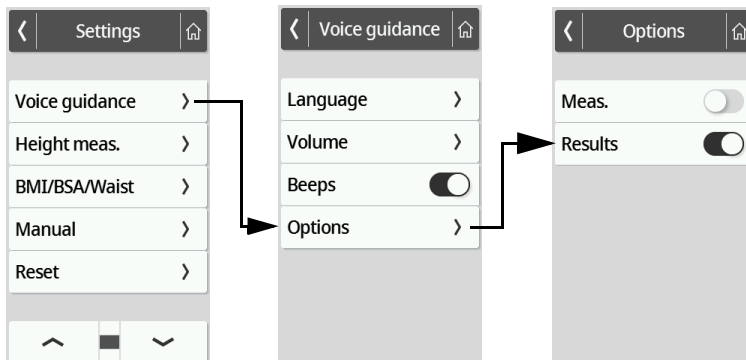 Settings
Voice guidance
Height meas.
BMI/BSA/Waist
Manual
Reset
Voice guidance
Language
Volume
Beeps
Options
Options
Meas.
Results